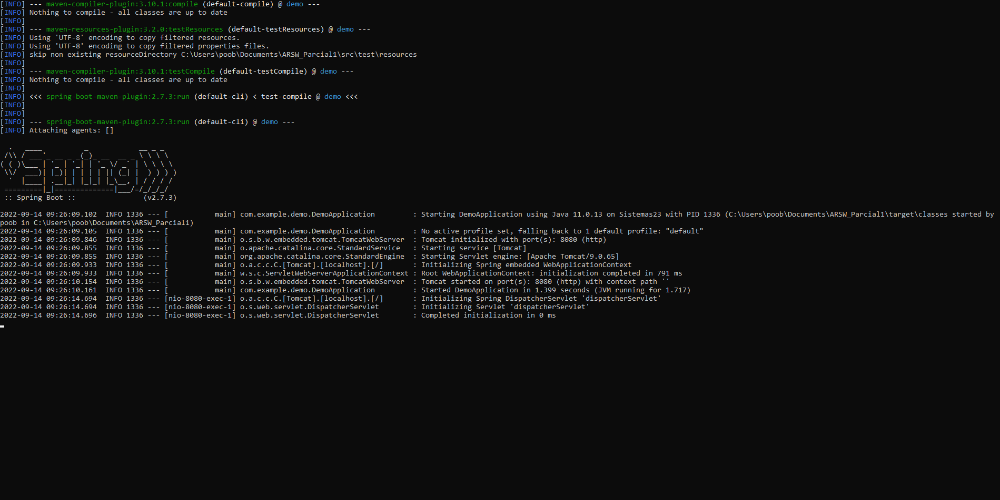 [INFO] --- maven-compiler-plugin:3.10.1:compile (default-compile) @ demo ---
[INFO] Nothing to compile - all classes are up to date
[INFO]
[INFO] --- maven-resources-plugin:3.2.0:testResources (default-testResources) @ demo ---
[INFO] Using 'UTF-8' encoding to copy filtered resources.
[INFO] Using 'UTF-8' encoding to copy filtered properties files.
[INFO] skip non existing resourceDirectory C:\Users\poob\Documents\ARSW_Parcial1\src\test\resources
[INFO]
[INFO] --- maven-compiler-plugin:3.10.1:testCompile (default-testCompile) @ demo ---
[INFO] Nothing to compile - all classes are up to date
[INFO]
[INFO] <<< spring-boot-maven-plugin:2.7.3:run (default-cli) < test-compile @ demo <<<
[INFO]
[INFO]
[INFO] --- spring-boot-maven-plugin:2.7.3:run (default-cli) @ demo ---
[INFO] Attaching agents: []

  .   ____          _            __ _ _
 /\\ / ___'_ __ _ _(_)_ __  __ _ \ \ \ \
( ( )\___ | '_ | '_| | '_ \/ _` | \ \ \ \
 \\/  ___)| |_)| | | | | || (_| |  ) ) ) )
  '  |____| .__|_| |_|_| |_\__, | / / / /
 =========|_|==============|___/=/_/_/_/
 :: Spring Boot ::                (v2.7.3)

2022-09-14 09:26:09.102  INFO 1336 --- [           main] com.example.demo.DemoApplication         : Starting DemoApplication using Java 11.0.13 on Sistemas23 with PID 1336 (C:\Users\poob\Documents\ARSW_Parcial1\target\classes started by
poob in C:\Users\poob\Documents\ARSW_Parcial1)
2022-09-14 09:26:09.105  INFO 1336 --- [           main] com.example.demo.DemoApplication         : No active profile set, falling back to 1 default profile: "default"
2022-09-14 09:26:09.846  INFO 1336 --- [           main] o.s.b.w.embedded.tomcat.TomcatWebServer  : Tomcat initialized with port(s): 8080 (http)
2022-09-14 09:26:09.855  INFO 1336 --- [           main] o.apache.catalina.core.StandardService   : Starting service [Tomcat]
2022-09-14 09:26:09.855  INFO 1336 --- [           main] org.apache.catalina.core.StandardEngine  : Starting Servlet engine: [Apache Tomcat/9.0.65]
2022-09-14 09:26:09.933  INFO 1336 --- [           main] o.a.c.c.C.[Tomcat].[localhost].[/]       : Initializing Spring embedded WebApplicationContext
2022-09-14 09:26:09.933  INFO 1336 --- [           main] w.s.c.ServletWebServerApplicationContext : Root WebApplicationContext: initialization completed in 791 ms
2022-09-14 09:26:10.154  INFO 1336 --- [           main] o.s.b.w.embedded.tomcat.TomcatWebServer  : Tomcat started on port(s): 8080 (http) with context path ''
2022-09-14 09:26:10.161  INFO 1336 --- [           main] com.example.demo.DemoApplication         : Started DemoApplication in 1.399 seconds (JVM running for 1.717)
2022-09-14 09:26:14.694  INFO 1336 --- [nio-8080-exec-1] o.a.c.c.C.[Tomcat].[localhost].[/]       : Initializing Spring DispatcherServlet 'dispatcherServlet'
2022-09-14 09:26:14.694  INFO 1336 --- [nio-8080-exec-1] o.s.web.servlet.DispatcherServlet        : Initializing Servlet 'dispatcherServlet'
2022-09-14 09:26:14.696  INFO 1336 --- [nio-8080-exec-1] o.s.web.servlet.DispatcherServlet        : Completed initialization in 0 ms